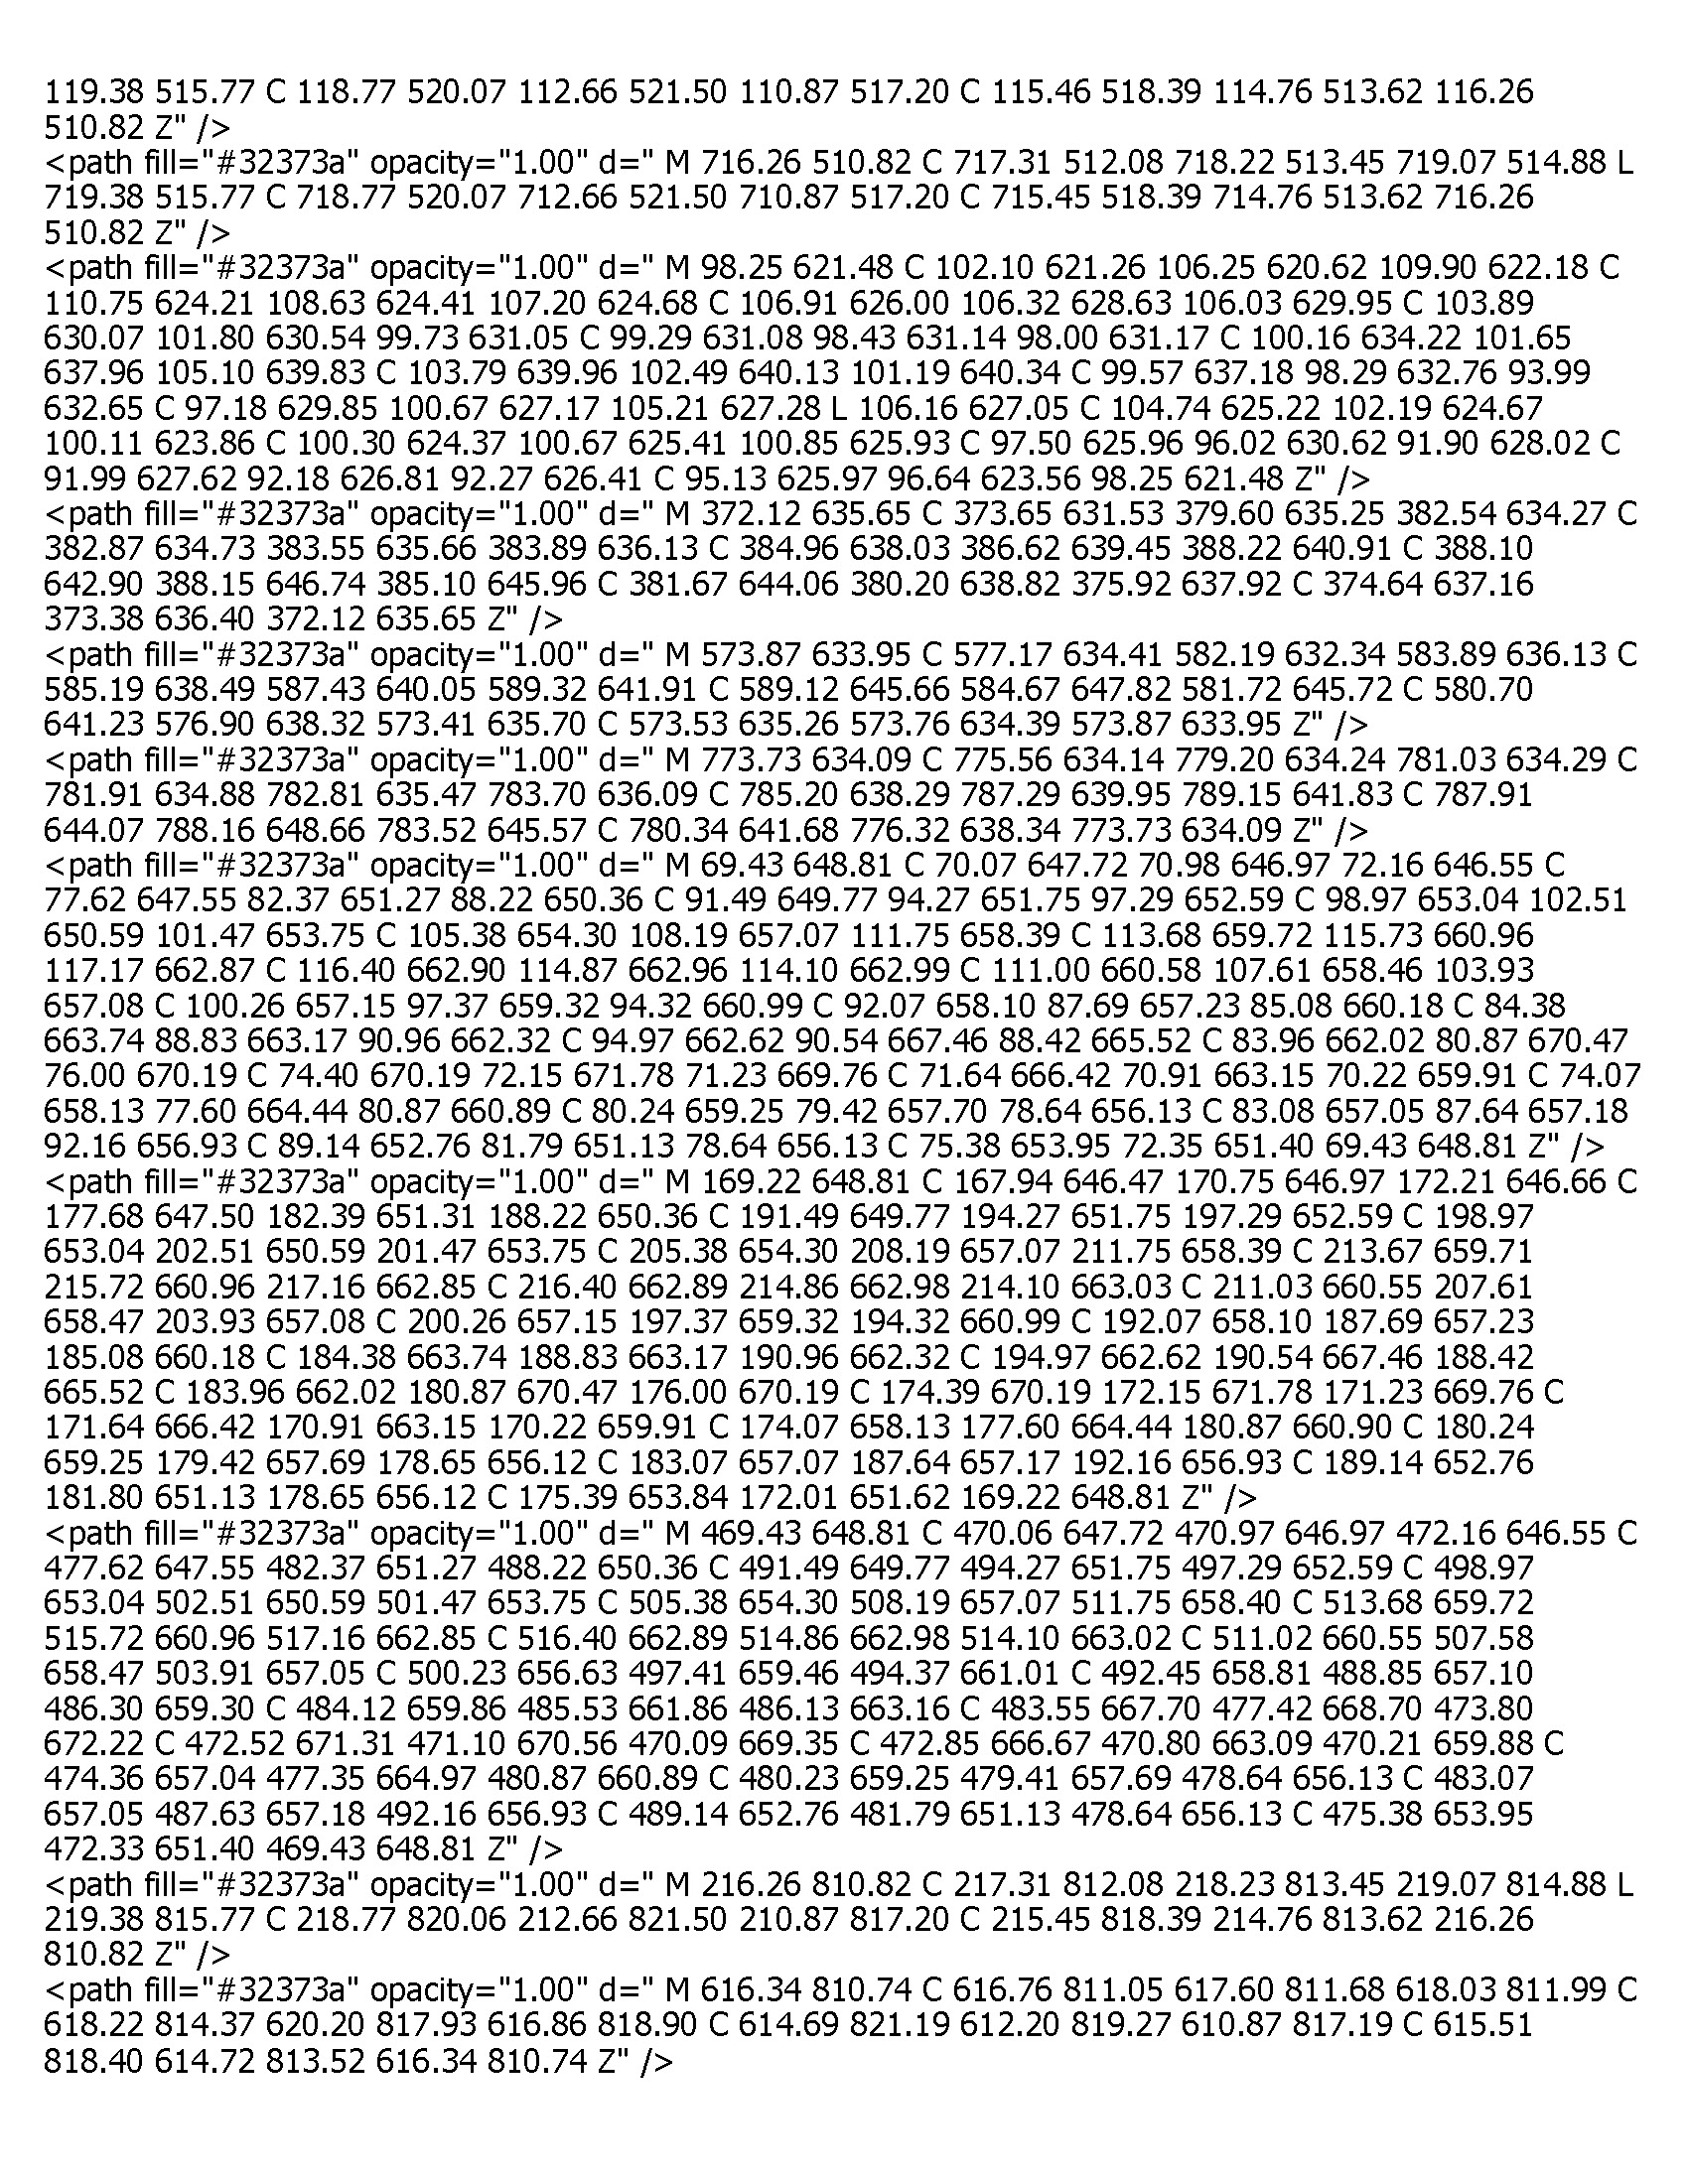 119.38 515.77 C 118.77 520.07 112.66 521.50 110.87 517.20 C 115.46 518.39 114.76 513.62 116.26
510.82 Z" />
<path fill="#32373a" opacity="1.00" d=" M 716.26 510.82 C 717.31 512.08 718.22 513.45 719.07 514.88 L
719.38 515.77 C 718.77 520.07 712.66 521.50 710.87 517.20 C 715.45 518.39 714.76 513.62 716.26
510.82 Z" />
<path fill="#32373a" opacity="1.00" d=" M 98.25 621.48 C 102.10 621.26 106.25 620.62 109.90 622.18 C
110.75 624.21 108.63 624.41 107.20 624.68 C 106.91 626.00 106.32 628.63 106.03 629.95 C 103.89
630.07 101.80 630.54 99.73 631.05 C 99.29 631.08 98.43 631.14 98.00 631.17 C 100.16 634.22 101.65
637.96 105.10 639.83 C 103.79 639.96 102.49 640.13 101.19 640.34 C 99.57 637.18 98.29 632.76 93.99
632.65 C 97.18 629.85 100.67 627.17 105.21 627.28 L 106.16 627.05 C 104.74 625.22 102.19 624.67
100.11 623.86 C 100.30 624.37 100.67 625.41 100.85 625.93 C 97.50 625.96 96.02 630.62 91.90 628.02 C
91.99 627.62 92.18 626.81 92.27 626.41 C 95.13 625.97 96.64 623.56 98.25 621.48 Z" />
<path fill="#32373a" opacity="1.00" d=" M 372.12 635.65 C 373.65 631.53 379.60 635.25 382.54 634.27 C
382.87 634.73 383.55 635.66 383.89 636.13 C 384.96 638.03 386.62 639.45 388.22 640.91 C 388.10
642.90 388.15 646.74 385.10 645.96 C 381.67 644.06 380.20 638.82 375.92 637.92 C 374.64 637.16
373.38 636.40 372.12 635.65 Z" />
<path fill="#32373a" opacity="1.00" d=" M 573.87 633.95 C 577.17 634.41 582.19 632.34 583.89 636.13 C
585.19 638.49 587.43 640.05 589.32 641.91 C 589.12 645.66 584.67 647.82 581.72 645.72 C 580.70
641.23 576.90 638.32 573.41 635.70 C 573.53 635.26 573.76 634.39 573.87 633.95 Z" />
<path fill="#32373a" opacity="1.00" d=" M 773.73 634.09 C 775.56 634.14 779.20 634.24 781.03 634.29 C
781.91 634.88 782.81 635.47 783.70 636.09 C 785.20 638.29 787.29 639.95 789.15 641.83 C 787.91
644.07 788.16 648.66 783.52 645.57 C 780.34 641.68 776.32 638.34 773.73 634.09 Z" />
<path fill="#32373a" opacity="1.00" d=" M 69.43 648.81 C 70.07 647.72 70.98 646.97 72.16 646.55 C
77.62 647.55 82.37 651.27 88.22 650.36 C 91.49 649.77 94.27 651.75 97.29 652.59 C 98.97 653.04 102.51
650.59 101.47 653.75 C 105.38 654.30 108.19 657.07 111.75 658.39 C 113.68 659.72 115.73 660.96
117.17 662.87 C 116.40 662.90 114.87 662.96 114.10 662.99 C 111.00 660.58 107.61 658.46 103.93
657.08 C 100.26 657.15 97.37 659.32 94.32 660.99 C 92.07 658.10 87.69 657.23 85.08 660.18 C 84.38
663.74 88.83 663.17 90.96 662.32 C 94.97 662.62 90.54 667.46 88.42 665.52 C 83.96 662.02 80.87 670.47
76.00 670.19 C 74.40 670.19 72.15 671.78 71.23 669.76 C 71.64 666.42 70.91 663.15 70.22 659.91 C 74.07
658.13 77.60 664.44 80.87 660.89 C 80.24 659.25 79.42 657.70 78.64 656.13 C 83.08 657.05 87.64 657.18
92.16 656.93 C 89.14 652.76 81.79 651.13 78.64 656.13 C 75.38 653.95 72.35 651.40 69.43 648.81 Z" />
<path fill="#32373a" opacity="1.00" d=" M 169.22 648.81 C 167.94 646.47 170.75 646.97 172.21 646.66 C
177.68 647.50 182.39 651.31 188.22 650.36 C 191.49 649.77 194.27 651.75 197.29 652.59 C 198.97
653.04 202.51 650.59 201.47 653.75 C 205.38 654.30 208.19 657.07 211.75 658.39 C 213.67 659.71
215.72 660.96 217.16 662.85 C 216.40 662.89 214.86 662.98 214.10 663.03 C 211.03 660.55 207.61
658.47 203.93 657.08 C 200.26 657.15 197.37 659.32 194.32 660.99 C 192.07 658.10 187.69 657.23
185.08 660.18 C 184.38 663.74 188.83 663.17 190.96 662.32 C 194.97 662.62 190.54 667.46 188.42
665.52 C 183.96 662.02 180.87 670.47 176.00 670.19 C 174.39 670.19 172.15 671.78 171.23 669.76 C
171.64 666.42 170.91 663.15 170.22 659.91 C 174.07 658.13 177.60 664.44 180.87 660.90 C 180.24
659.25 179.42 657.69 178.65 656.12 C 183.07 657.07 187.64 657.17 192.16 656.93 C 189.14 652.76
181.80 651.13 178.65 656.12 C 175.39 653.84 172.01 651.62 169.22 648.81 Z" />
<path fill="#32373a" opacity="1.00" d=" M 469.43 648.81 C 470.06 647.72 470.97 646.97 472.16 646.55 C
477.62 647.55 482.37 651.27 488.22 650.36 C 491.49 649.77 494.27 651.75 497.29 652.59 C 498.97
653.04 502.51 650.59 501.47 653.75 C 505.38 654.30 508.19 657.07 511.75 658.40 C 513.68 659.72
515.72 660.96 517.16 662.85 C 516.40 662.89 514.86 662.98 514.10 663.02 C 511.02 660.55 507.58
658.47 503.91 657.05 C 500.23 656.63 497.41 659.46 494.37 661.01 C 492.45 658.81 488.85 657.10
486.30 659.30 C 484.12 659.86 485.53 661.86 486.13 663.16 C 483.55 667.70 477.42 668.70 473.80
672.22 C 472.52 671.31 471.10 670.56 470.09 669.35 C 472.85 666.67 470.80 663.09 470.21 659.88 C
474.36 657.04 477.35 664.97 480.87 660.89 C 480.23 659.25 479.41 657.69 478.64 656.13 C 483.07
657.05 487.63 657.18 492.16 656.93 C 489.14 652.76 481.79 651.13 478.64 656.13 C 475.38 653.95
472.33 651.40 469.43 648.81 Z" />
<path fill="#32373a" opacity="1.00" d=" M 216.26 810.82 C 217.31 812.08 218.23 813.45 219.07 814.88 L
219.38 815.77 C 218.77 820.06 212.66 821.50 210.87 817.20 C 215.45 818.39 214.76 813.62 216.26
810.82 Z" />
<path fill="#32373a" opacity="1.00" d=" M 616.34 810.74 C 616.76 811.05 617.60 811.68 618.03 811.99 C
618.22 814.37 620.20 817.93 616.86 818.90 C 614.69 821.19 612.20 819.27 610.87 817.19 C 615.51
818.40 614.72 813.52 616.34 810.74 Z" />